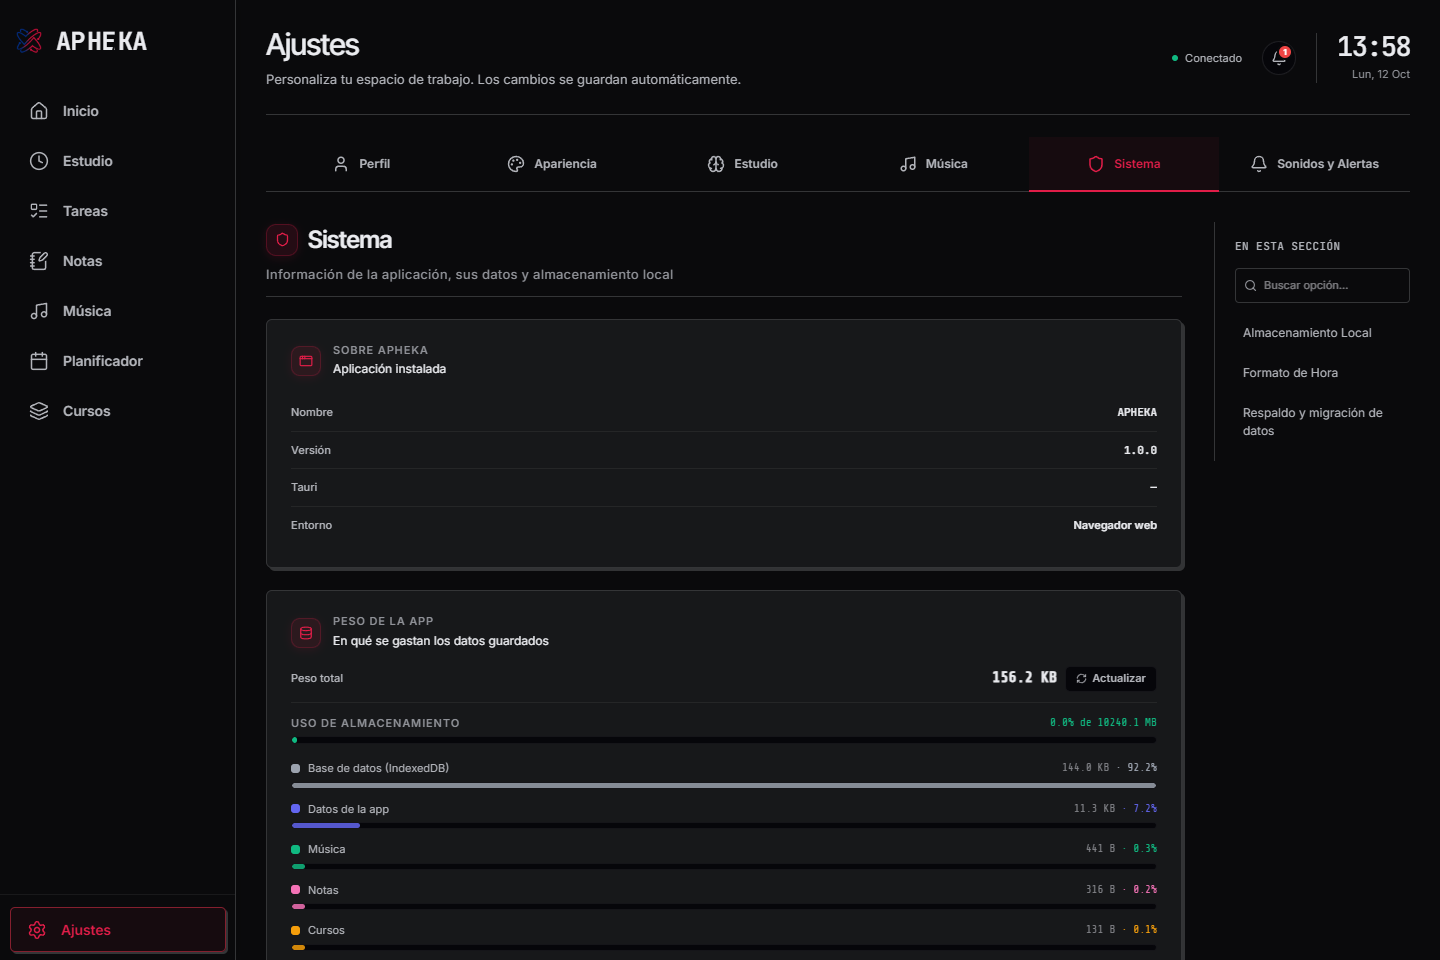 APHEKA
Inicio
Estudio
Tareas
Notas
Música
Planificador
Cursos
Ajustes
Ajustes
Personaliza tu espacio de trabajo. Los cambios se guardan automáticamente.
Conectado
1
13:58
Lun, 12 Oct
Perfil
Apariencia
Estudio
Música
Sistema
Sonidos y Alertas
Sistema
Información de la aplicación, sus datos y almacenamiento local
SOBRE APHEKA
Aplicación instalada
Nombre APHEKA
Versión 1.0.0
Tauri —
Entorno Navegador web
PESO DE LA APP
En qué se gastan los datos guardados
Peso total 156.2 KB Actualizar
USO DE ALMACENAMIENTO 0.0% de 10240.1 MB
Base de datos (IndexedDB) 144.0 KB · 92.2%
Datos de la app 11.3 KB · 7.2%
Música 441 B · 0.3%
Notas 316 B · 0.2%
Cursos 131 B · 0.1%
EN ESTA SECCIÓN
Buscar opción...
Almacenamiento Local
Formato de Hora
Respaldo y migración de
datos